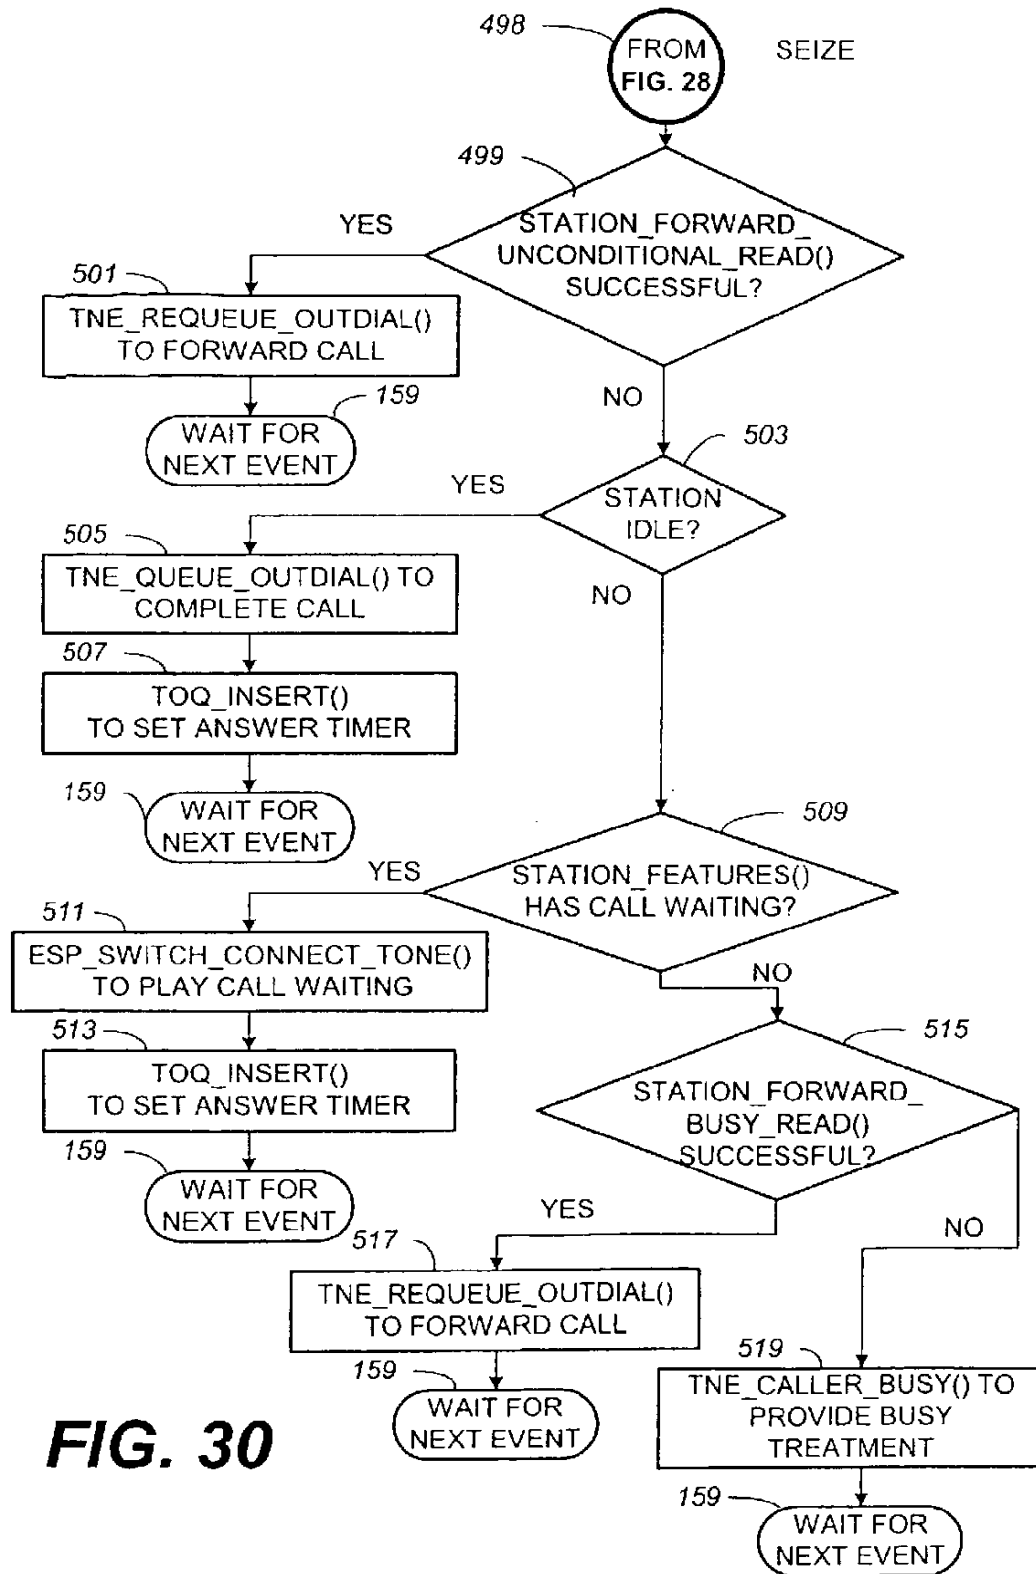 498
FROM
FIG. 28
SEIZE
499
STATION_FORWARD_
UNCONDITIONAL_READ()
SUCCESSFUL?
YES
501
TNE_REQUEUE_OUTDIAL()
TO FORWARD CALL
159
WAIT FOR
NEXT EVENT
NO
503
STATION
IDLE?
YES
505
TNE_QUEUE_OUTDIAL() TO
COMPLETE CALL
NO
507
TOQ_INSERT()
TO SET ANSWER TIMER
159
WAIT FOR
NEXT EVENT
509
STATION_FEATURES()
HAS CALL WAITING?
YES
511
ESP_SWITCH_CONNECT_TONE()
TO PLAY CALL WAITING
NO
513
TOQ_INSERT()
TO SET ANSWER TIMER
159
WAIT FOR
NEXT EVENT
515
STATION_FORWARD_
BUSY_READ()
SUCCESSFUL?
YES
517
TNE_REQUEUE_OUTDIAL()
TO FORWARD CALL
159
WAIT FOR
NEXT EVENT
NO
519
TNE_CALLER_BUSY() TO
PROVIDE BUSY
TREATMENT
159
WAIT FOR
NEXT EVENT
FIG. 30